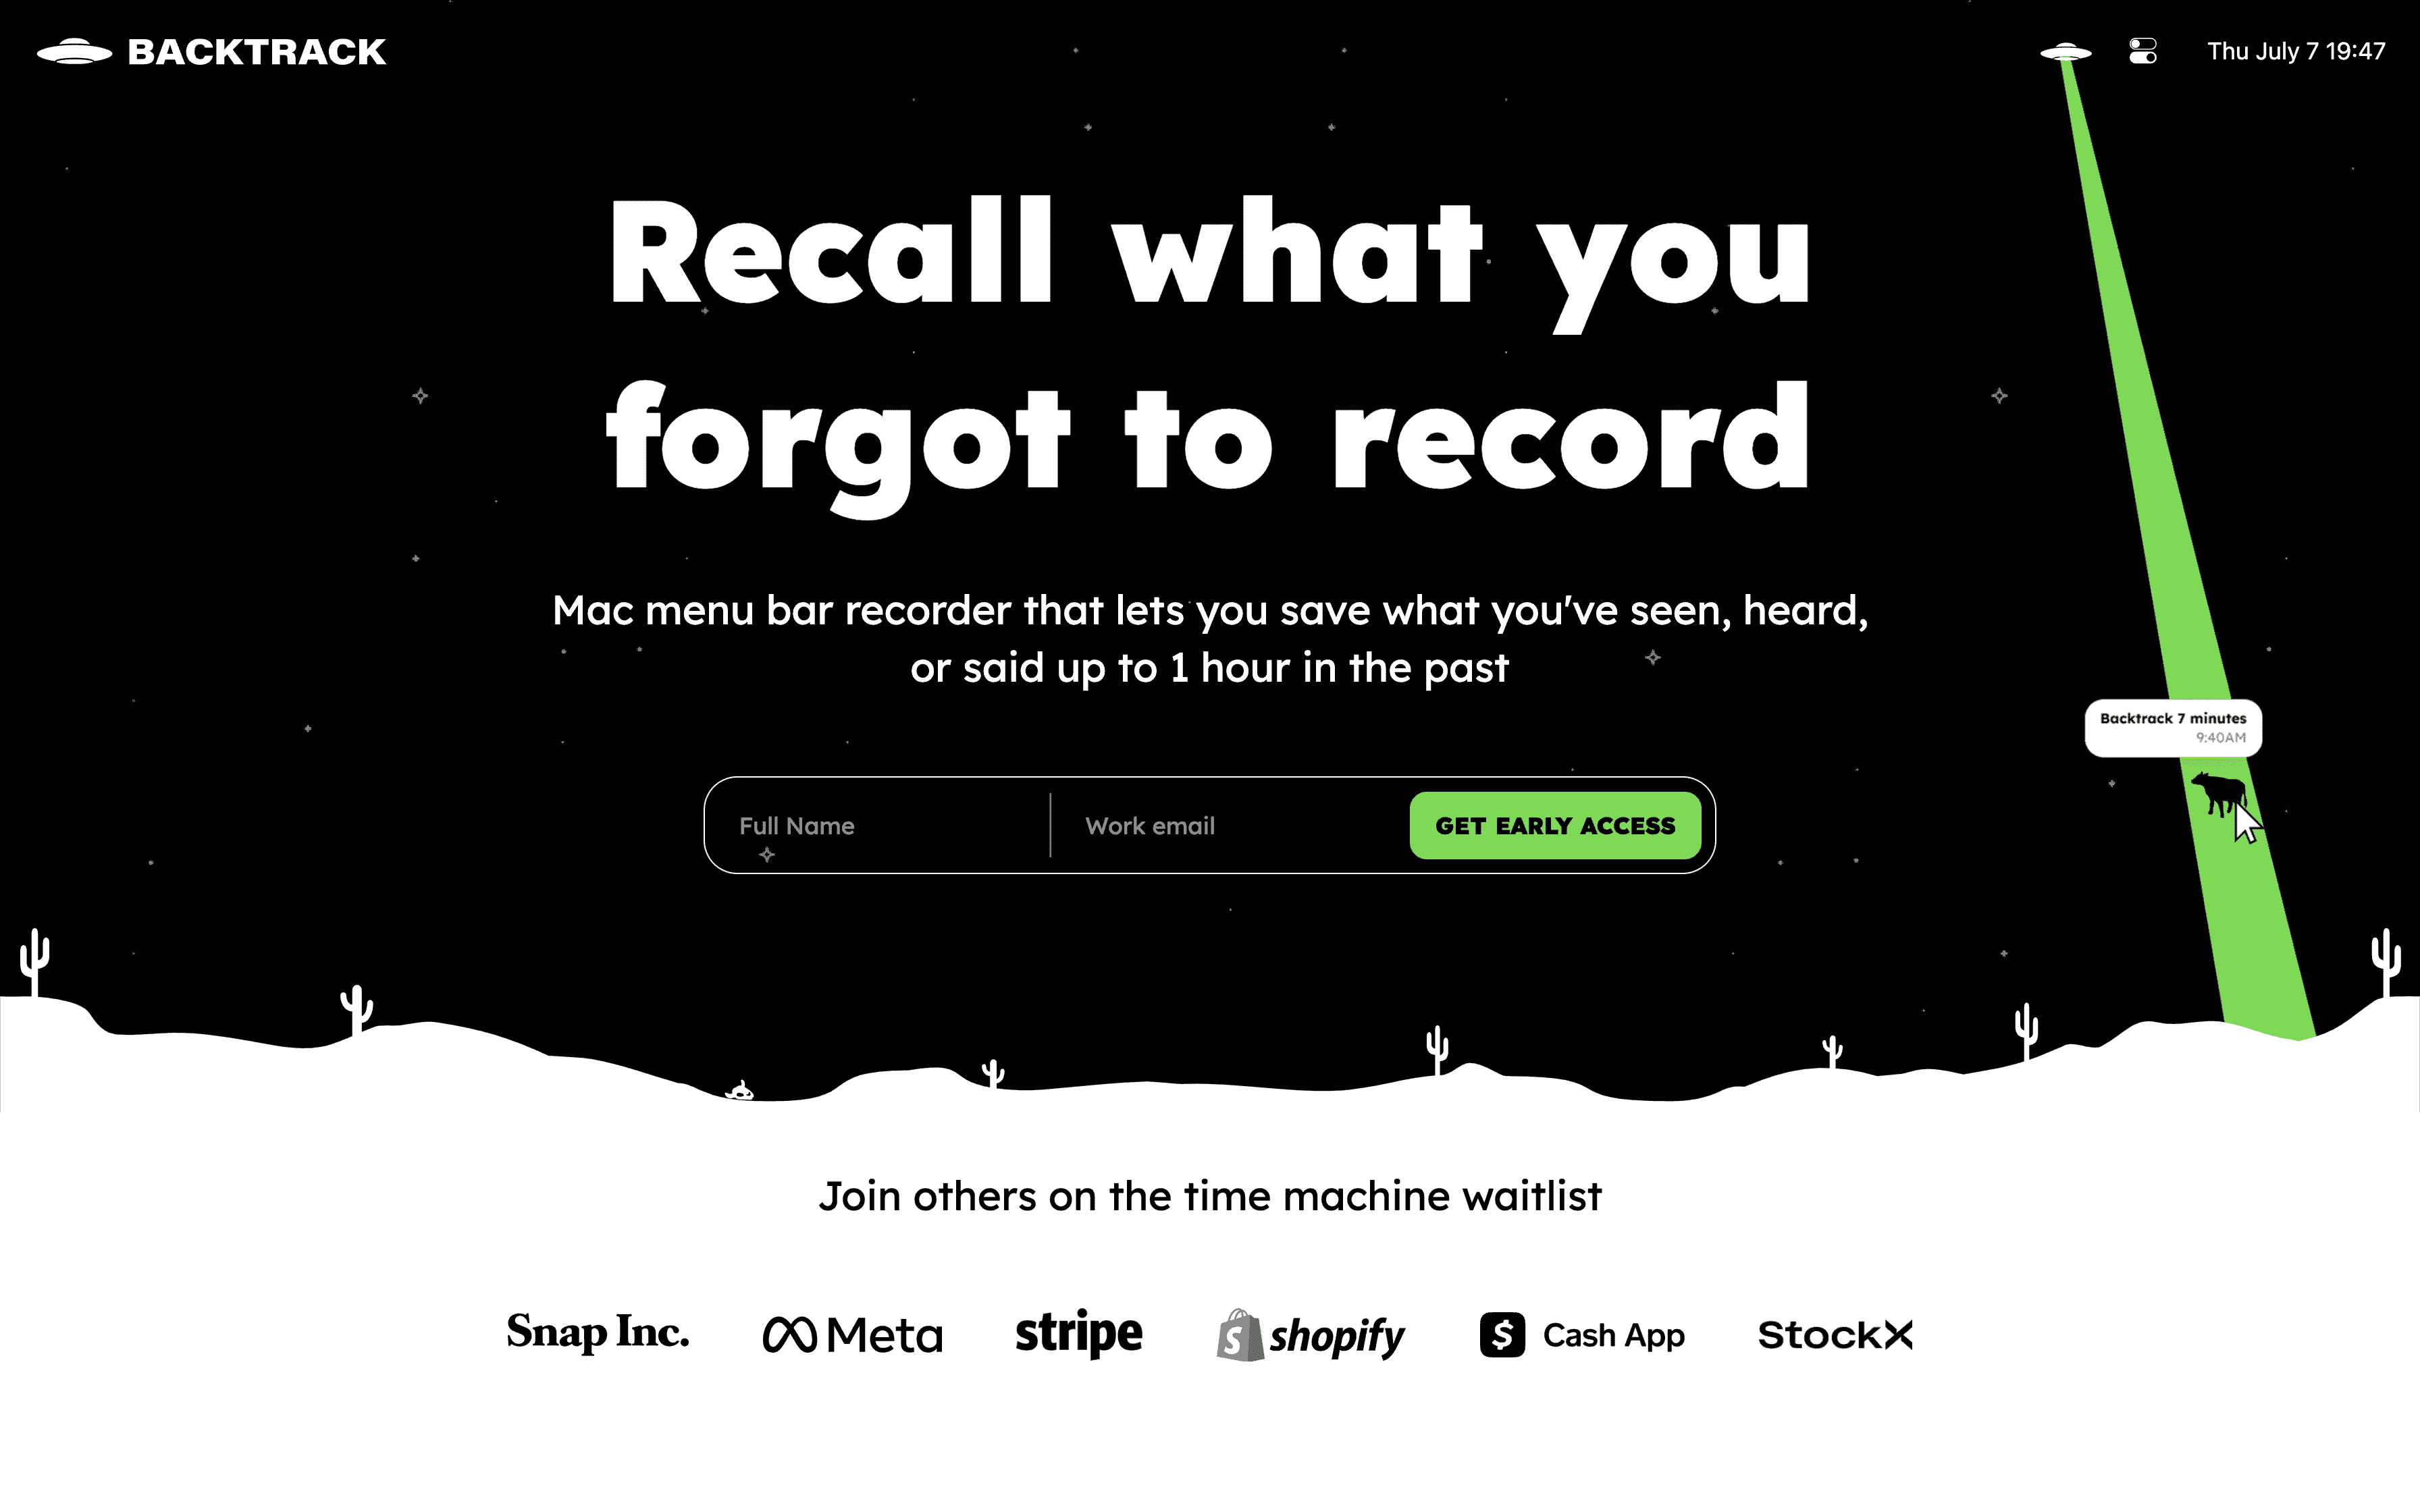 BACKTRACK
Thu July 7 19:47
Recall what you
forgot to record
Mac menu bar recorder that lets you save what you've seen, heard,
or said up to 1 hour in the past
Backtrack 7 minutes
9:40AM
Full Name
Work email
GET EARLY ACCESS
Join others on the time machine waitlist
Snap Inc.
Meta
stripe
shopify
Cash App
StockX